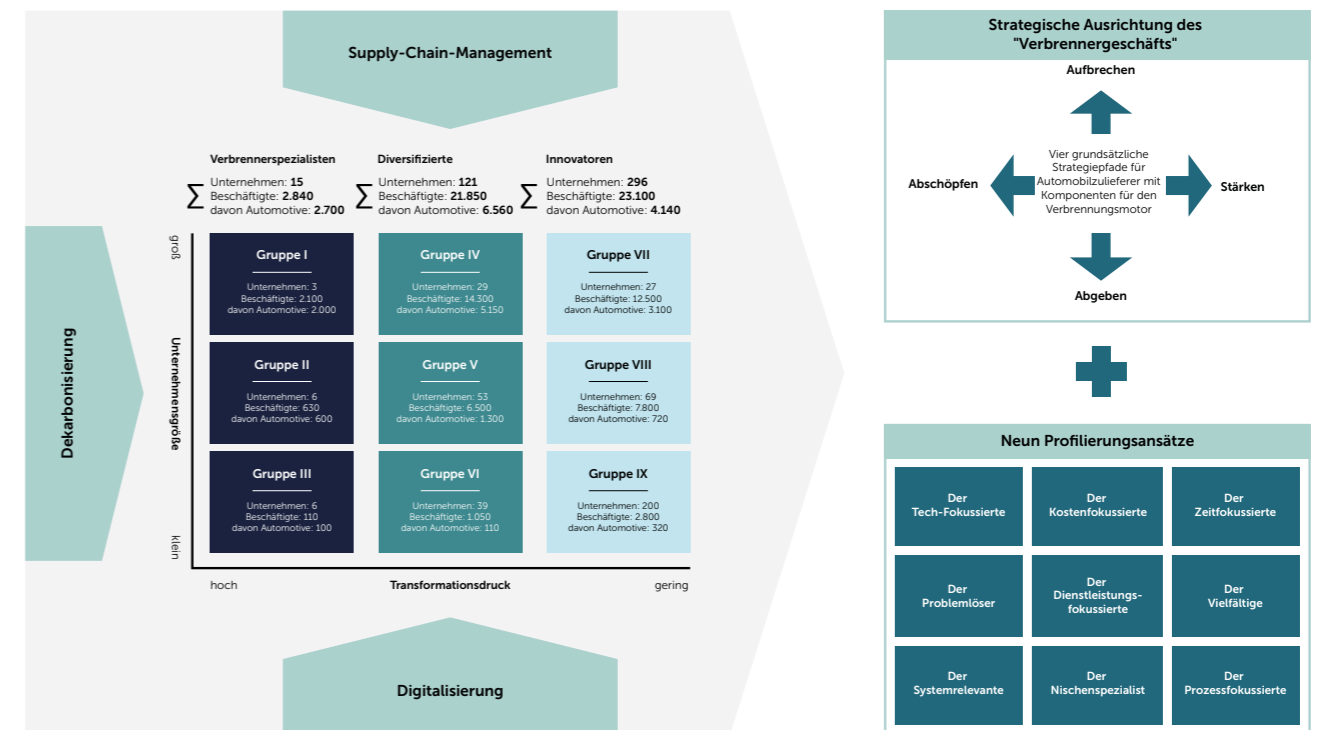 Supply-Chain-Management
Dekarbonisierung
Digitalisierung
Verbrennerspezialisten
∑
Unternehmen: 15
Beschäftigte: 2.840
davon Automotive: 2.700
Diversifizierte
∑
Unternehmen: 121
Beschäftigte: 21.850
davon Automotive: 6.560
Innovatoren
∑
Unternehmen: 296
Beschäftigte: 23.100
davon Automotive: 4.140
groß
Unternehmensgröße
klein
Gruppe I
Unternehmen: 3
Beschäftigte: 2.100
davon Automotive: 2.000
Gruppe IV
Unternehmen: 29
Beschäftigte: 14.300
davon Automotive: 5.150
Gruppe VII
Unternehmen: 27
Beschäftigte: 12.500
davon Automotive: 3.100
Gruppe II
Unternehmen: 6
Beschäftigte: 630
davon Automotive: 600
Gruppe V
Unternehmen: 53
Beschäftigte: 6.500
davon Automotive: 1.300
Gruppe VIII
Unternehmen: 69
Beschäftigte: 7.800
davon Automotive: 720
Gruppe III
Unternehmen: 6
Beschäftigte: 110
davon Automotive: 100
Gruppe VI
Unternehmen: 39
Beschäftigte: 1.050
davon Automotive: 110
Gruppe IX
Unternehmen: 200
Beschäftigte: 2.800
davon Automotive: 320
hoch
Transformationsdruck
gering
Strategische Ausrichtung des
"Verbrennergeschäfts"
Aufbrechen
Abschöpfen
Vier grundsätzliche
Strategiepfade für
Automobilzulieferer mit
Komponenten für den
Verbrennungsmotor
Stärken
Abgeben
Neun Profilierungsansätze
Der
Tech-Fokussierte
Der
Kostenfokussierte
Der
Zeitfokussierte
Der
Problemlöser
Der
Dienstleistungs-
fokussierte
Der
Vielfältige
Der
Systemrelevante
Der
Nischenspezialist
Der
Prozessfokussierte